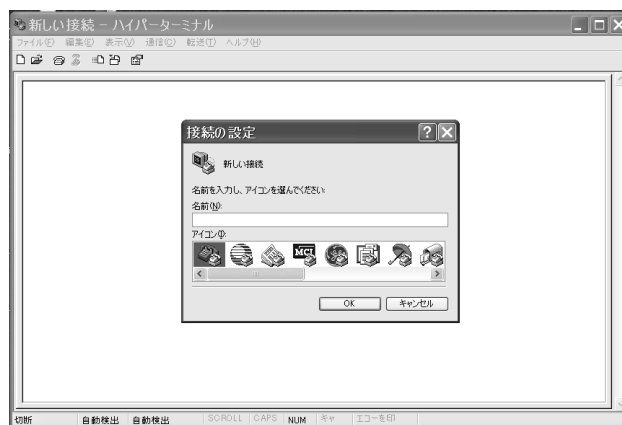 新しい接続 - ハイパーターミナル
ファイル(F) 編集(E) 表示(V) 通信(C) 転送(T) ヘルプ(H)
接続の設定
新しい接続
名前を入力し、アイコンを選んでください:
名前(N):
アイコン(I):
MCI
OK キャンセル
切断 自動検出 自動検出 SCROLL CAPS NUM キャ エコーを印